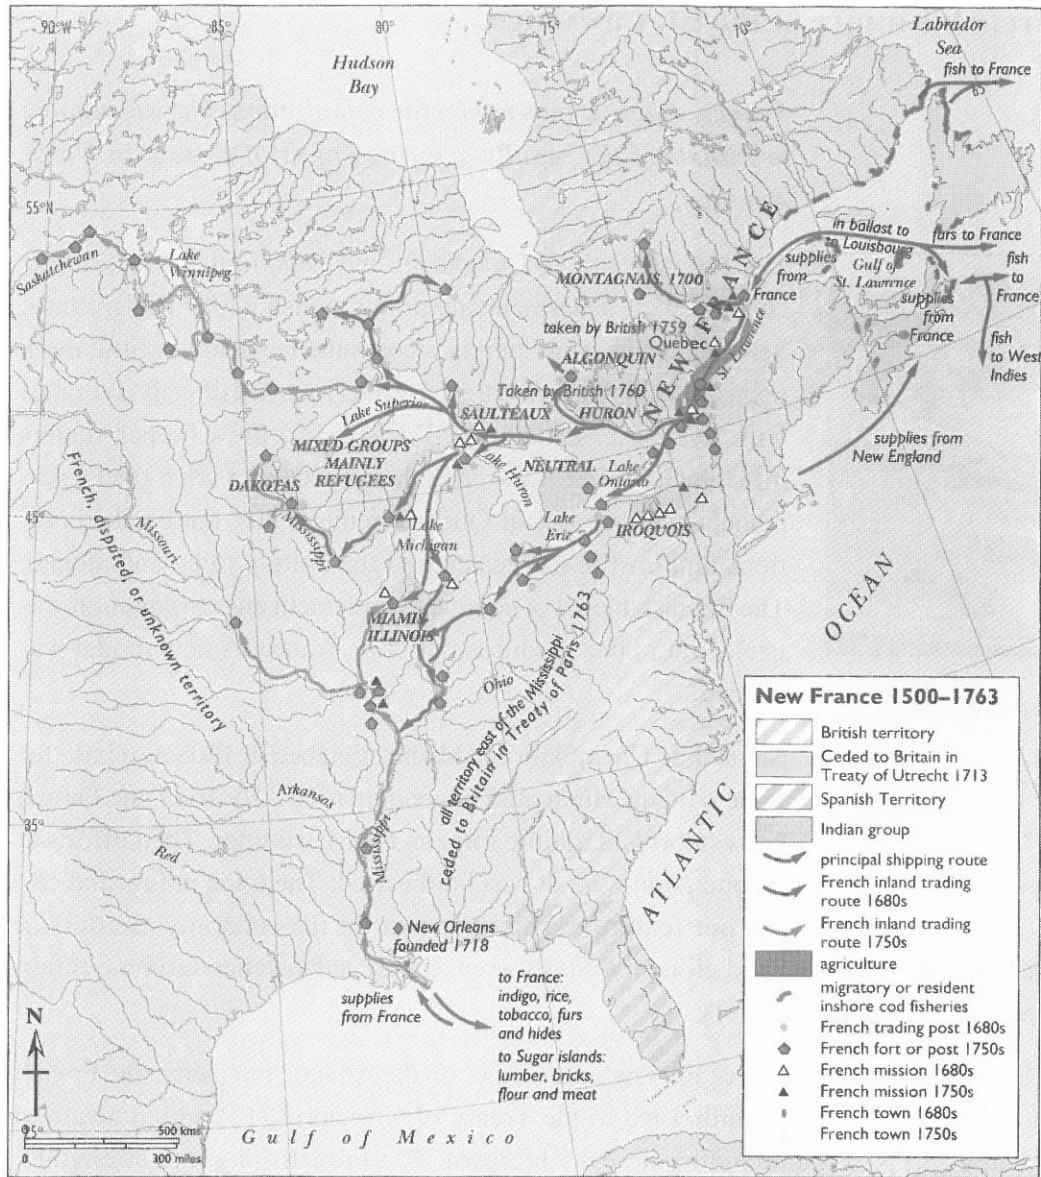 90°W
85
80
75
70
Labrador
Sea
fish to France
Hudson
Bay
65
55°N
NEW FRANCE
in ballast to
to Louisbourg
furs to France
supplies
from
France
Gulf of
St. Lawrence
fish
to
France
supplies
from
France
fish
to West
Indies
Saskatchewan
Lake
Winnipeg
MONTAGNAIS, 1700
taken by British 1759
Quebec
St. Lawrence
ALGONQUIN
Taken by British 1760
Lake Superior
SAULTEAUX
HURON
MIXED GROUPS
MAINLY
REFUGEES
Lake Huron
NEUTRAL
Lake
Ontario
supplies from
New England
DAKOTAS
Mississippi
Lake
Michigan
Lake
Erie
IROQUOIS
45
Missouri
French, disputed, or unknown territory
MIAMIS-
ILLINOIS
Ohio
all territory east of the Mississippi
ceded to Britain in Treaty of Paris 1763
ATLANTIC
OCEAN
Arkansas
85
Mississippi
Red
New Orleans
founded 1718
supplies
from France
to France:
indigo, rice,
tobacco, furs
and hides
to Sugar islands:
lumber, bricks,
flour and meat
N
25
0
500 kms
0
300 miles
Gulf of Mexico
New France 1500–1763
British territory
Ceded to Britain in
Treaty of Utrecht 1713
Spanish Territory
Indian group
principal shipping route
French inland trading
route 1680s
French inland trading
route 1750s
agriculture
migratory or resident
inshore cod fisheries
French trading post 1680s
French fort or post 1750s
French mission 1680s
French mission 1750s
French town 1680s
French town 1750s